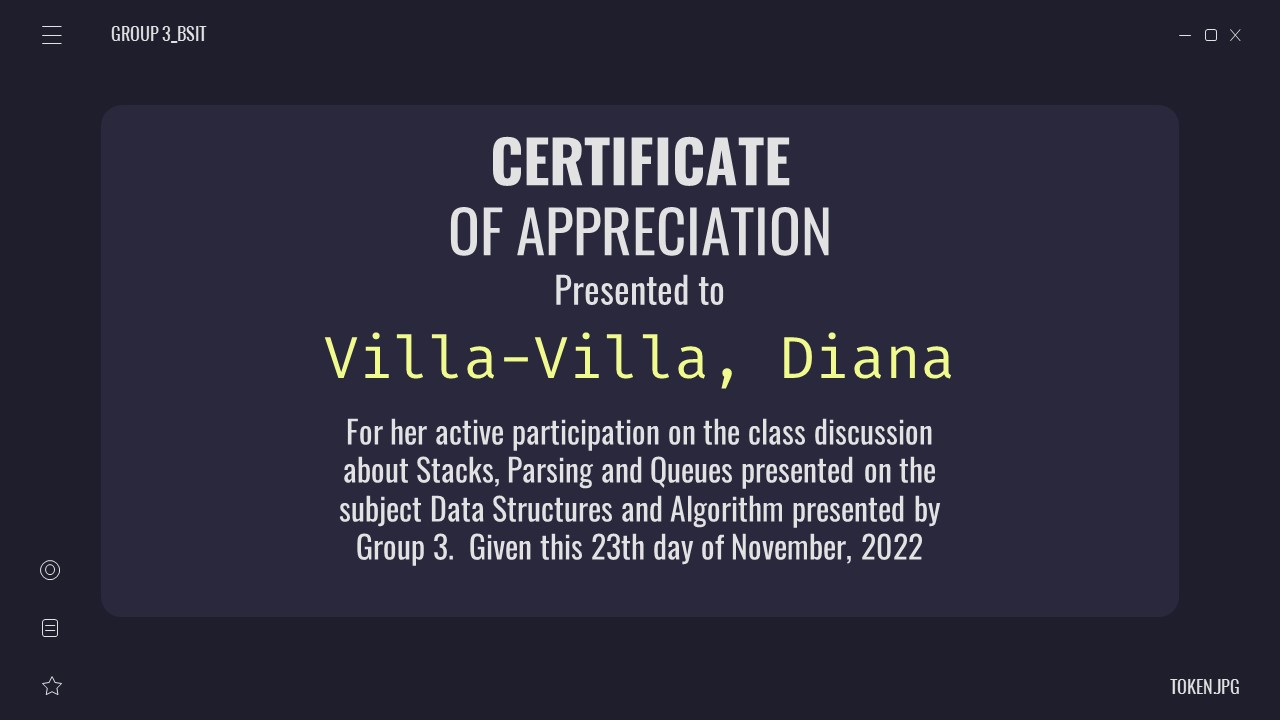 GROUP 3_BSIT
CERTIFICATE
OF APPRECIATION
Presented to
Villa-Villa, Diana
For her active participation on the class discussion
about Stacks, Parsing and Queues presented on the
subject Data Structures and Algorithm presented by
Group 3.  Given this 23th day of November, 2022
TOKEN.JPG